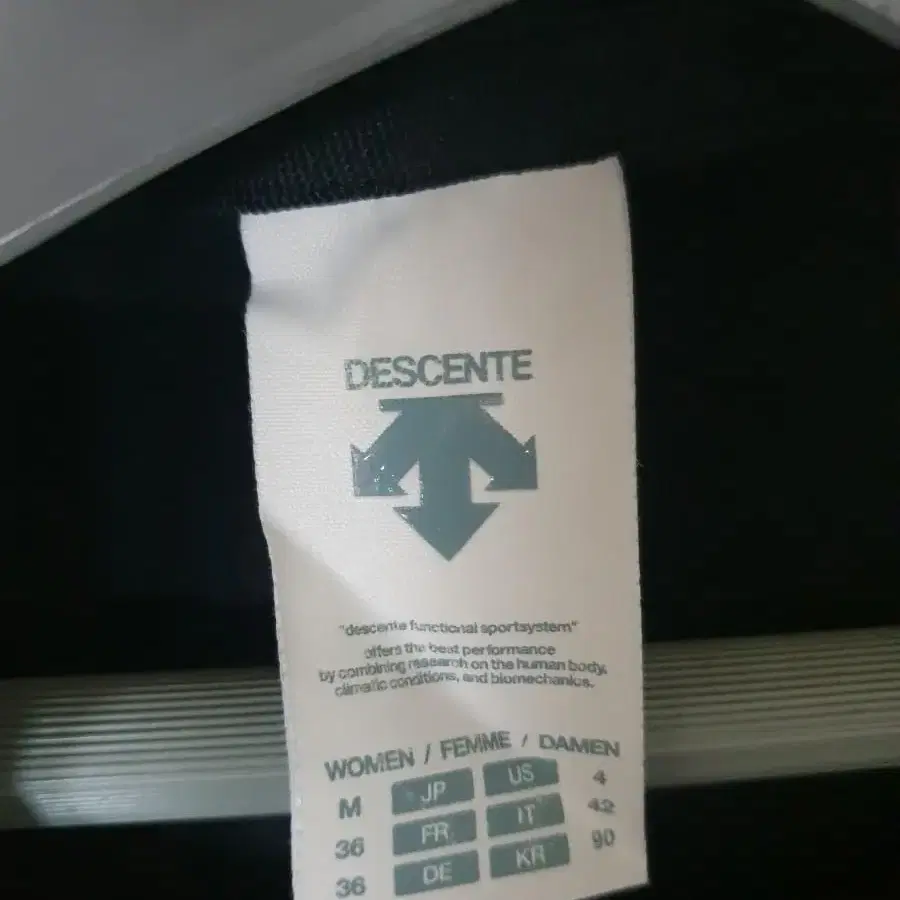 DESCENTE
"descente functional sportsystem"
offers the best performance
by combining research on the human body,
climatic conditions, and biomechanics.
WOMEN / FEMME / DAMEN
M JP US 4
36 FR IT 42
36 DE KR 90